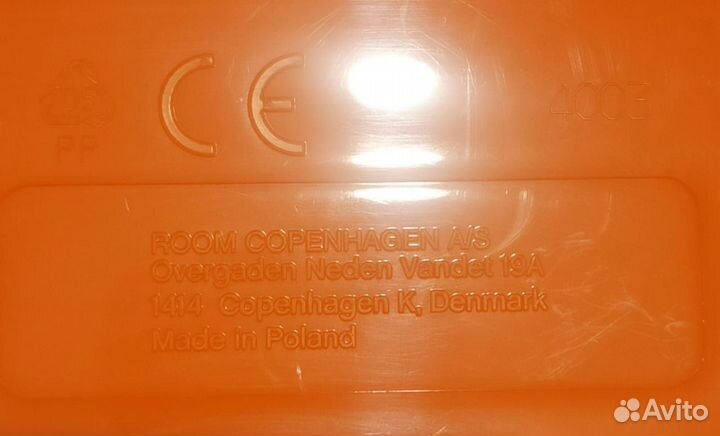 CE
4003
PP
ROOM COPENHAGEN A/S
Overgaden Neden Vandet 19A
1414 Copenhagen K, Denmark
Made in Poland
Avito